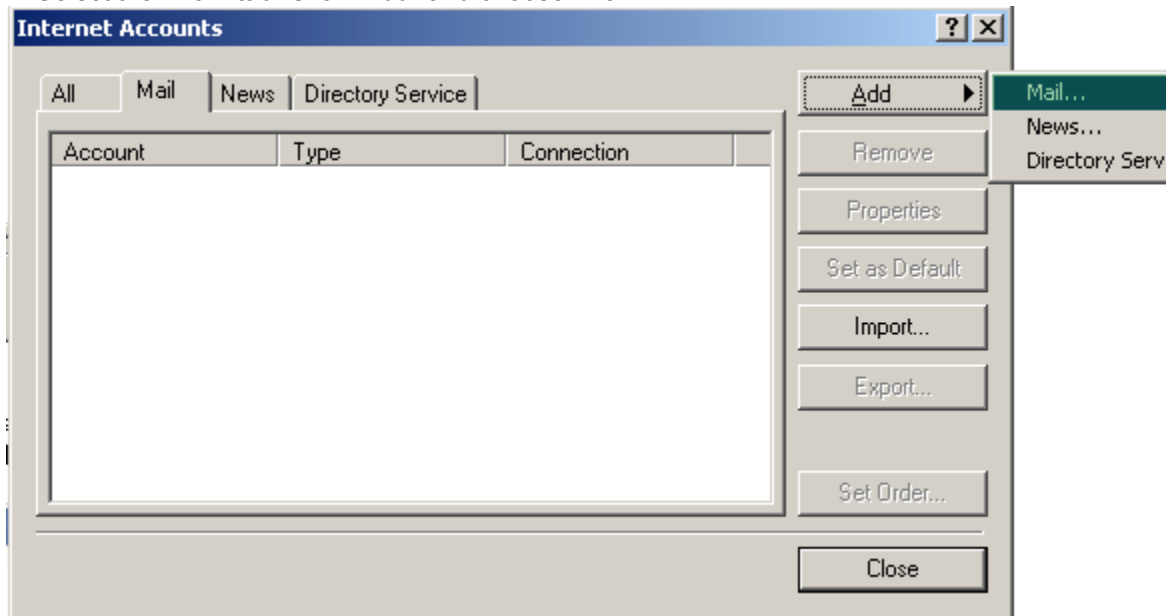 Internet Accounts
All Mail News Directory Service
Account Type Connection
Add
Remove
Properties
Set as Default
Import...
Export...
Set Order...
Close
Mail...
News...
Directory Serv